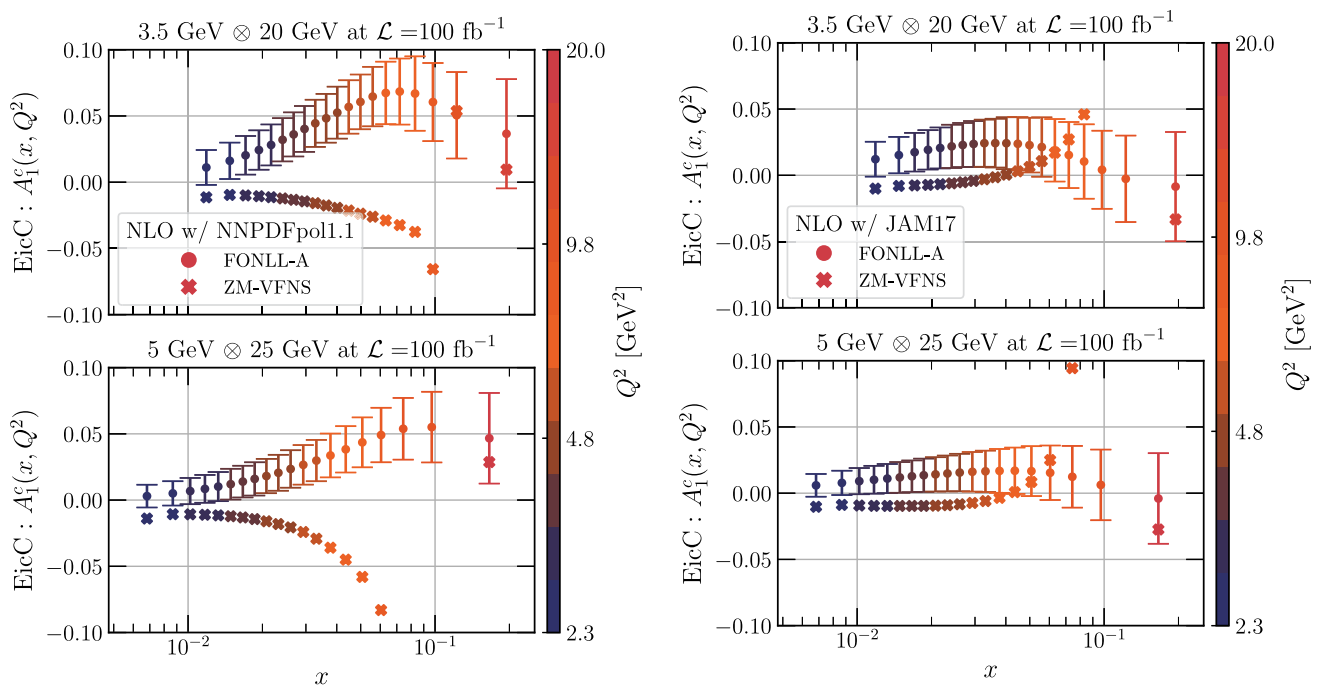 3.5 GeV ⊗ 20 GeV at ℒ =100 fb⁻¹
0.10
0.05
0.00
−0.05
−0.10
EicC : A₁ᶜ(x, Q²)
NLO w/ NNPDFpol1.1
FONLL-A
ZM-VFNS
5 GeV ⊗ 25 GeV at ℒ =100 fb⁻¹
0.10
0.05
0.00
−0.05
−0.10
EicC : A₁ᶜ(x, Q²)
10⁻²
10⁻¹
x
20.0
9.8
4.8
2.3
Q² [GeV²]
3.5 GeV ⊗ 20 GeV at ℒ =100 fb⁻¹
0.10
0.05
0.00
−0.05
−0.10
EicC : A₁ᶜ(x, Q²)
NLO w/ JAM17
FONLL-A
ZM-VFNS
5 GeV ⊗ 25 GeV at ℒ =100 fb⁻¹
0.10
0.05
0.00
−0.05
−0.10
EicC : A₁ᶜ(x, Q²)
10⁻²
10⁻¹
x
20.0
9.8
4.8
2.3
Q² [GeV²]